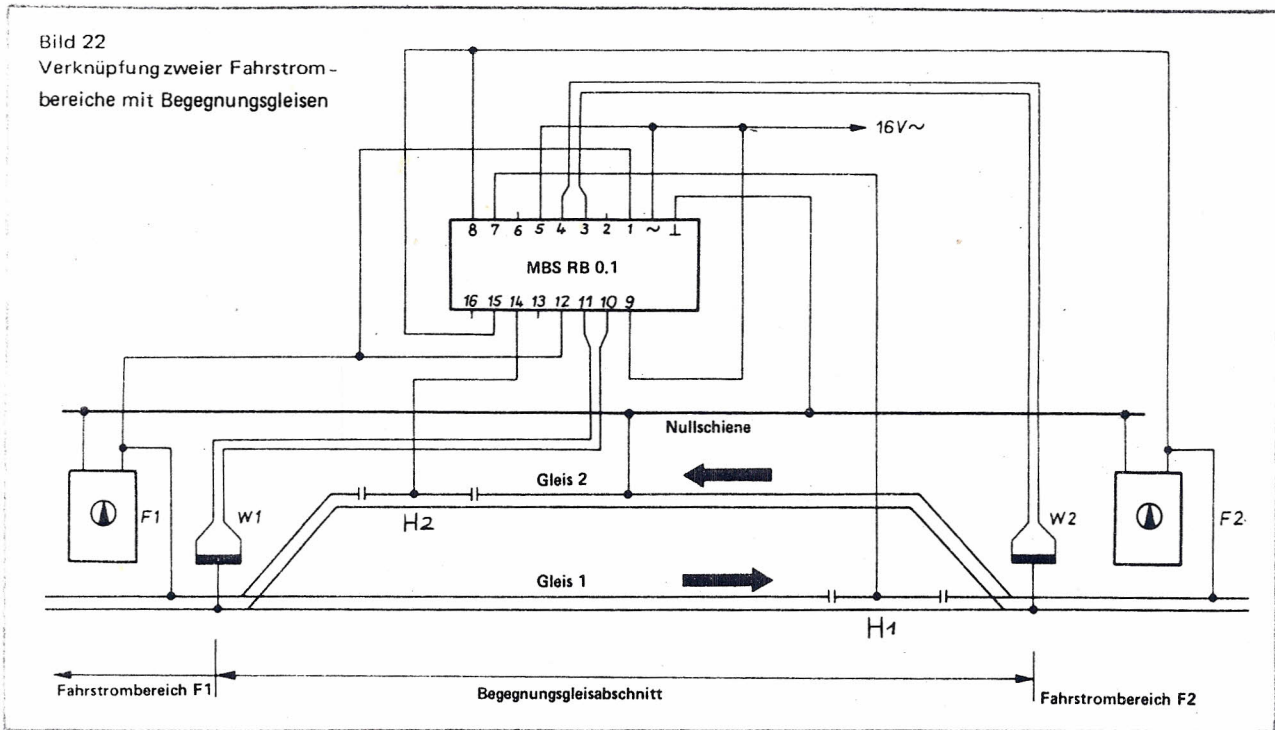 Bild 22
Verknüpfung zweier Fahrstrom-
bereiche mit Begegnungsgleisen
16V~
8 7 6 5 4 3 2 1 ~ ⊥
MBS RB 0.1
16 15 14 13 12 11 10 9
Nullschiene
Gleis 2
F1
W1
H2
W2
F2
Gleis 1
H1
Fahrstrombereich F1
Begegnungsgleisabschnitt
Fahrstrombereich F2